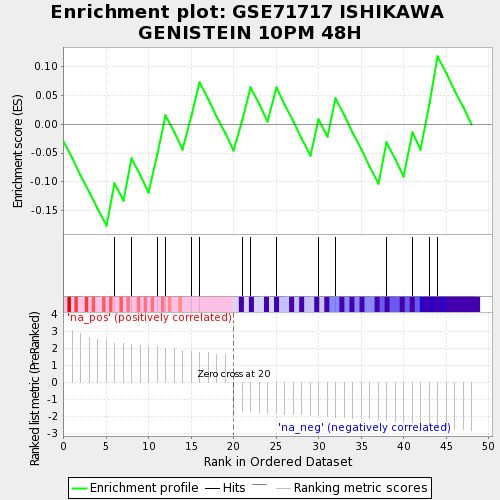 Enrichment plot: GSE71717 ISHIKAWA
GENISTEIN 10PM 48H
Enrichment score (ES)
0.10
0.05
0.00
-0.05
-0.10
-0.15
'na_pos' (positively correlated)
Ranked list metric (PreRanked)
4
3
2
1
0
-1
-2
-3
Zero cross at 20
'na_neg' (negatively correlated)
0 5 10 15 20 25 30 35 40 45 50
Rank in Ordered Dataset
Enrichment profile Hits Ranking metric scores